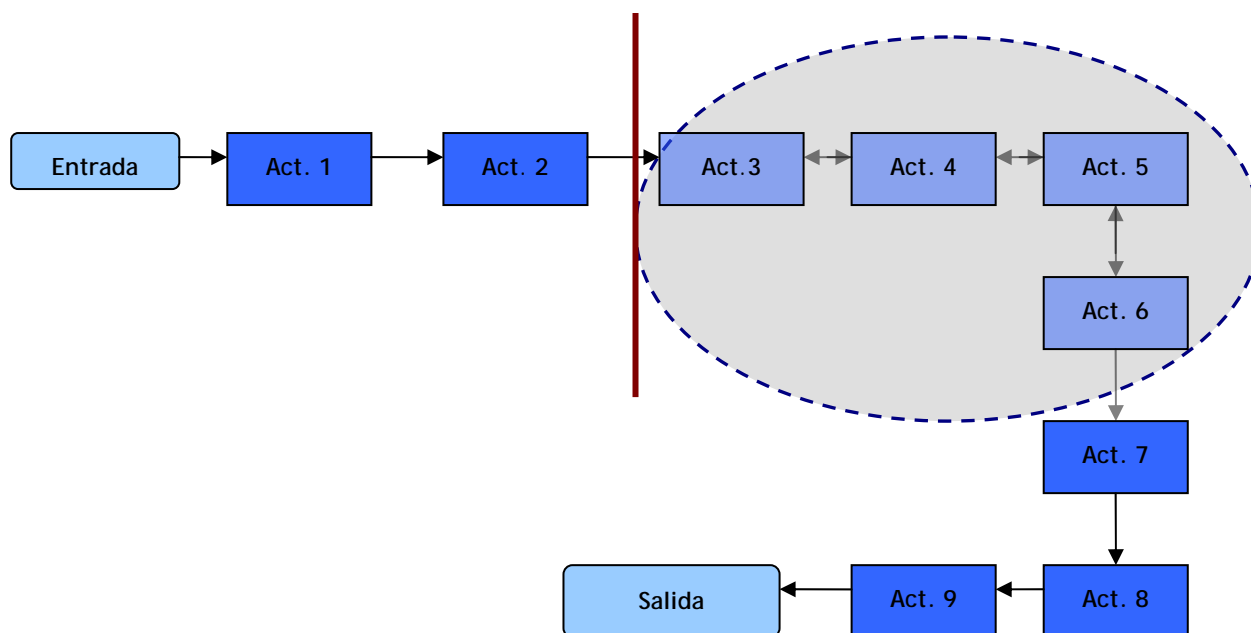 Entrada
Act. 1
Act. 2
Act.3
Act. 4
Act. 5
Act. 6
Act. 7
Act. 8
Act. 9
Salida